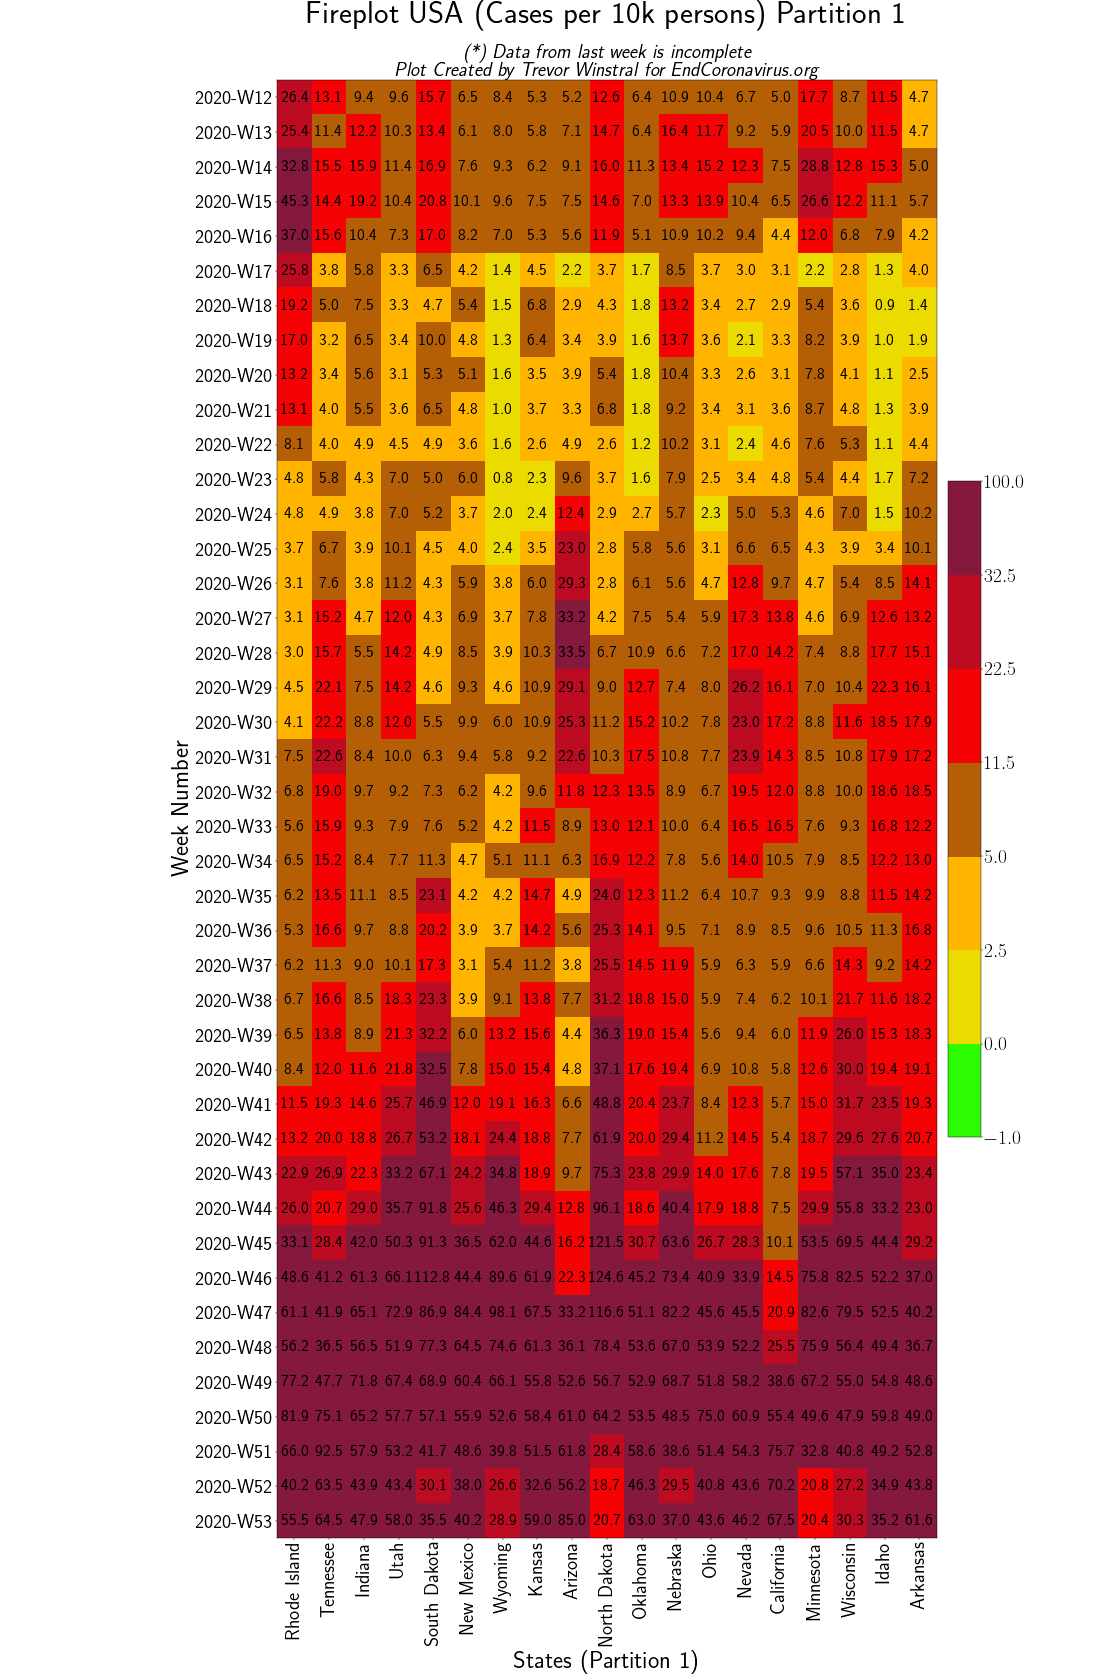 Fireplot USA (Cases per 10k persons) Partition 1
(*) Data from last week is incomplete
Plot Created by Trevor Winstral for EndCoronavirus.org
2020-W12 26.4 13.1 9.4 9.6 15.7 6.5 8.4 5.3 5.2 12.6 6.4 10.9 10.4 6.7 5.0 17.7 8.7 11.5 4.7
2020-W13 25.4 11.4 12.2 10.3 13.4 6.1 8.0 5.8 7.1 14.7 6.4 16.4 11.7 9.2 5.9 20.5 10.0 11.5 4.7
2020-W14 32.8 15.5 15.9 11.4 16.9 7.6 9.3 6.2 9.1 16.0 11.3 13.4 15.2 12.3 7.5 28.8 12.8 15.3 5.0
2020-W15 45.3 14.4 19.2 10.4 20.8 10.1 9.6 7.5 7.5 14.6 7.0 13.3 13.9 10.4 6.5 26.6 12.2 11.1 5.7
2020-W16 37.0 15.6 10.4 7.3 17.0 8.2 7.0 5.3 5.6 11.9 5.1 10.9 10.2 9.4 4.4 12.0 6.8 7.9 4.2
2020-W17 25.8 3.8 5.8 3.3 6.5 4.2 1.4 4.5 2.2 3.7 1.7 8.5 3.7 3.0 3.1 2.2 2.8 1.3 4.0
2020-W18 19.2 5.0 7.5 3.3 4.7 5.4 1.5 6.8 2.9 4.3 1.8 13.2 3.4 2.7 2.9 5.4 3.6 0.9 1.4
2020-W19 17.0 3.2 6.5 3.4 10.0 4.8 1.3 6.4 3.4 3.9 1.6 13.7 3.6 2.1 3.3 8.2 3.9 1.0 1.9
2020-W20 13.2 3.4 5.6 3.1 5.3 5.1 1.6 3.5 3.9 5.4 1.8 10.4 3.3 2.6 3.1 7.8 4.1 1.1 2.5
2020-W21 13.1 4.0 5.5 3.6 6.5 4.8 1.0 3.7 3.3 6.8 1.8 9.2 3.4 3.1 3.6 8.7 4.8 1.3 3.9
2020-W22 8.1 4.0 4.9 4.5 4.9 3.6 1.6 2.6 4.9 2.6 1.2 10.2 3.1 2.4 4.6 7.6 5.3 1.1 4.4
2020-W23 4.8 5.8 4.3 7.0 5.0 6.0 0.8 2.3 9.6 3.7 1.6 7.9 2.5 3.4 4.8 5.4 4.4 1.7 7.2
2020-W24 4.8 4.9 3.8 7.0 5.2 3.7 2.0 2.4 12.4 2.9 2.7 5.7 2.3 5.0 5.3 4.6 7.0 1.5 10.2
2020-W25 3.7 6.7 3.9 10.1 4.5 4.0 2.4 3.5 23.0 2.8 5.8 5.6 3.1 6.6 6.5 4.3 3.9 3.4 10.1
2020-W26 3.1 7.6 3.8 11.2 4.3 5.9 3.8 6.0 29.3 2.8 6.1 5.6 4.7 12.8 9.7 4.7 5.4 8.5 14.1
2020-W27 3.1 15.2 4.7 12.0 4.3 6.9 3.7 7.8 33.2 4.2 7.5 5.4 5.9 17.3 13.8 4.6 6.9 12.6 13.2
2020-W28 3.0 15.7 5.5 14.2 4.9 8.5 3.9 10.3 33.5 6.7 10.9 6.6 7.2 17.0 14.2 7.4 8.8 17.7 15.1
2020-W29 4.5 22.1 7.5 14.2 4.6 9.3 4.6 10.9 29.1 9.0 12.7 7.4 8.0 26.2 16.1 7.0 10.4 22.3 16.1
2020-W30 4.1 22.2 8.8 12.0 5.5 9.9 6.0 10.9 25.3 11.2 15.2 10.2 7.8 23.0 17.2 8.8 11.6 18.5 17.9
2020-W31 7.5 22.6 8.4 10.0 6.3 9.4 5.8 9.2 22.6 10.3 17.5 10.8 7.7 23.9 14.3 8.5 10.8 17.9 17.2
2020-W32 6.8 19.0 9.7 9.2 7.3 6.2 4.2 9.6 11.8 12.3 13.5 8.9 6.7 19.5 12.0 8.8 10.0 18.6 18.5
2020-W33 5.6 15.9 9.3 7.9 7.6 5.2 4.2 11.5 8.9 13.0 12.1 10.0 6.4 16.5 16.5 7.6 9.3 16.8 12.2
2020-W34 6.5 15.2 8.4 7.7 11.3 4.7 5.1 11.1 6.3 16.9 12.2 7.8 5.6 14.0 10.5 7.9 8.5 12.2 13.0
2020-W35 6.2 13.5 11.1 8.5 23.1 4.2 4.2 14.7 4.9 24.0 12.3 11.2 6.4 10.7 9.3 9.9 8.8 11.5 14.2
2020-W36 5.3 16.6 9.7 8.8 20.2 3.9 3.7 14.2 5.6 25.3 14.1 9.5 7.1 8.9 8.5 9.6 10.5 11.3 16.8
2020-W37 6.2 11.3 9.0 10.1 17.3 3.1 5.4 11.2 3.8 25.5 14.5 11.9 5.9 6.3 5.9 6.6 14.3 9.2 14.2
2020-W38 6.7 16.6 8.5 18.3 23.3 3.9 9.1 13.8 7.7 31.2 18.8 15.0 5.9 7.4 6.2 10.1 21.7 11.6 18.2
2020-W39 6.5 13.8 8.9 21.3 32.2 6.0 13.2 15.6 4.4 36.3 19.0 15.4 5.6 9.4 6.0 11.9 26.0 15.3 18.3
2020-W40 8.4 12.0 11.6 21.8 32.5 7.8 15.0 15.4 4.8 37.1 17.6 19.4 6.9 10.8 5.8 12.6 30.0 19.4 19.1
2020-W41 11.5 19.3 14.6 25.7 46.9 12.0 19.1 16.3 6.6 48.8 20.4 23.7 8.4 12.3 5.7 15.0 31.7 23.5 19.3
2020-W42 13.2 20.0 18.8 26.7 53.2 18.1 24.4 18.8 7.7 61.9 20.0 29.4 11.2 14.5 5.4 18.7 29.6 27.6 20.7
2020-W43 22.9 26.9 22.3 33.2 67.1 24.2 34.8 18.9 9.7 75.3 23.8 29.9 14.0 17.6 7.8 19.5 57.1 35.0 23.4
2020-W44 26.0 20.7 29.0 35.7 91.8 25.6 46.3 29.4 12.8 96.1 18.6 40.4 17.9 18.8 7.5 29.9 55.8 33.2 23.0
2020-W45 33.1 28.4 42.0 50.3 91.3 36.5 62.0 44.6 16.2 121.5 30.7 63.6 26.7 28.3 10.1 53.5 69.5 44.4 29.2
2020-W46 48.6 41.2 61.3 66.1 112.8 44.4 89.6 61.9 22.3 124.6 45.2 73.4 40.9 33.9 14.5 75.8 82.5 52.2 37.0
2020-W47 61.1 41.9 65.1 72.9 86.9 84.4 98.1 67.5 33.2 116.6 51.1 82.2 45.6 45.5 20.9 82.6 79.5 52.5 40.2
2020-W48 56.2 36.5 56.5 51.9 77.3 64.5 74.6 61.3 36.1 78.4 53.6 67.0 53.9 52.2 25.5 75.9 56.4 49.4 36.7
2020-W49 77.2 47.7 71.8 67.4 68.9 60.4 66.1 55.8 52.6 56.7 52.9 68.7 51.8 58.2 38.6 67.2 55.0 54.8 48.6
2020-W50 81.9 75.1 65.2 57.7 57.1 55.9 52.6 58.4 61.0 64.2 53.5 48.5 75.0 60.9 55.4 49.6 47.9 59.8 49.0
2020-W51 66.0 92.5 57.9 53.2 41.7 48.6 39.8 51.5 61.8 28.4 58.6 38.6 51.4 54.3 75.7 32.8 40.8 49.2 52.8
2020-W52 40.2 63.5 43.9 43.4 30.1 38.0 26.6 32.6 56.2 18.7 46.3 29.5 40.8 43.6 70.2 20.8 27.2 34.9 43.8
2020-W53 55.5 64.5 47.9 58.0 35.5 40.2 28.9 59.0 85.0 20.7 63.0 37.0 43.6 46.2 67.5 20.4 30.3 35.2 61.6
Week Number
Rhode Island Tennessee Indiana Utah South Dakota New Mexico Wyoming Kansas Arizona North Dakota Oklahoma Nebraska Ohio Nevada California Minnesota Wisconsin Idaho Arkansas
States (Partition 1)
100.0
32.5
22.5
11.5
5.0
2.5
0.0
−1.0